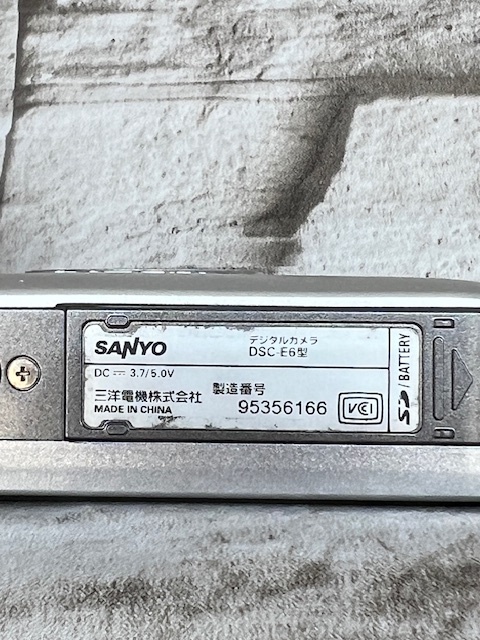 SANYO
デジタルカメラ
DSC-E6型
DC ⎓ 3.7/5.0V
三洋電機株式会社
MADE IN CHINA
製造番号
95356166
VCI
SD/BATTERY